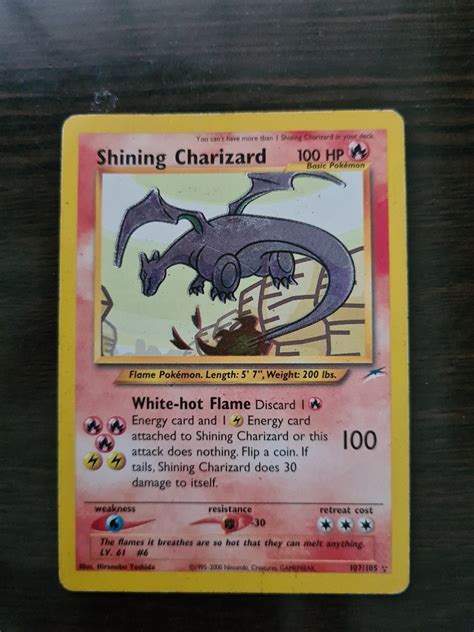 You can't have more than 1 Shining Charizard in your deck.
Shining Charizard 100 HP
Basic Pokémon
Flame Pokémon. Length: 5' 7", Weight: 200 lbs.
White-hot Flame Discard 1
Energy card and 1 Energy card
attached to Shining Charizard or this
attack does nothing. Flip a coin. If
tails, Shining Charizard does 30
damage to itself.
100
weakness resistance retreat cost
-30
The flames it breathes are so hot that they can melt anything.
LV. 61 #6
Illus. Hironobu Yoshida ©1995-2000 Nintendo, Creatures, GAMEFREAK. 107/105